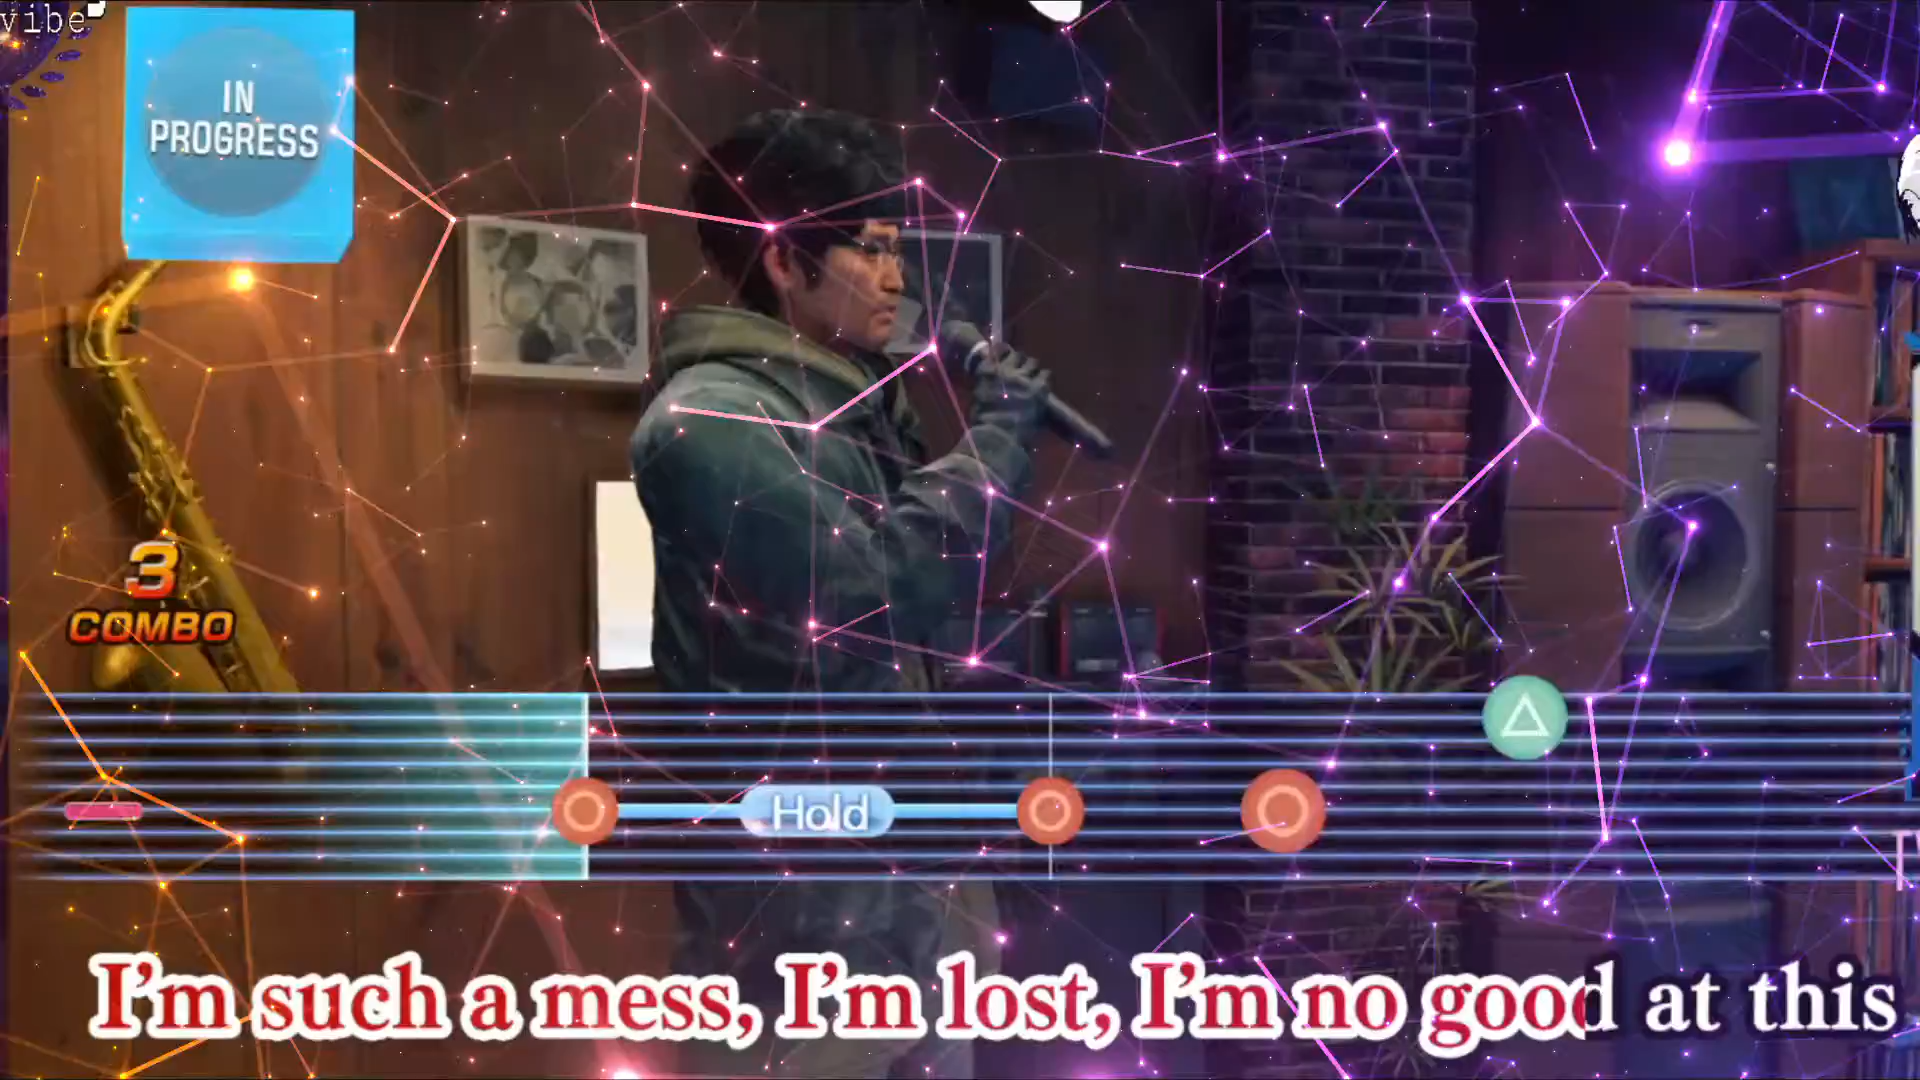 vibe
IN
PROGRESS
3
COMBO
Hold
I'm such a mess, I'm lost, I'm no good at this